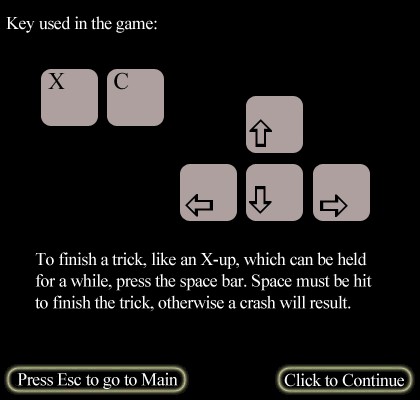 Key used in the game:
X C
To finish a trick, like an X-up, which can be held
for a while, press the space bar. Space must be hit
to finish the trick, otherwise a crash will result.
Press Esc to go to Main
Click to Continue